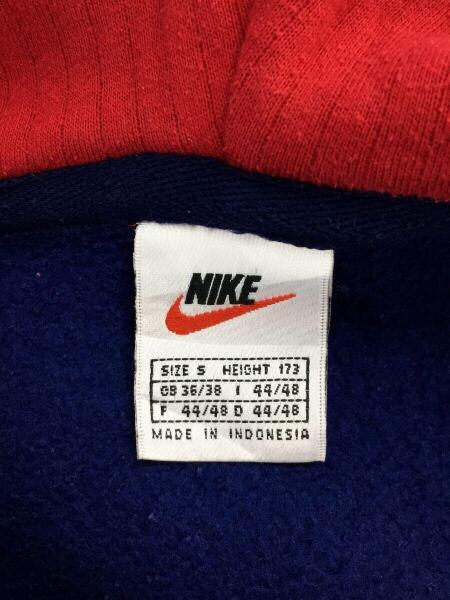 NIKE
SIZE S HEIGHT 173
GB 36/38 I 44/48
F 44/48 D 44/48
MADE IN INDONESIA